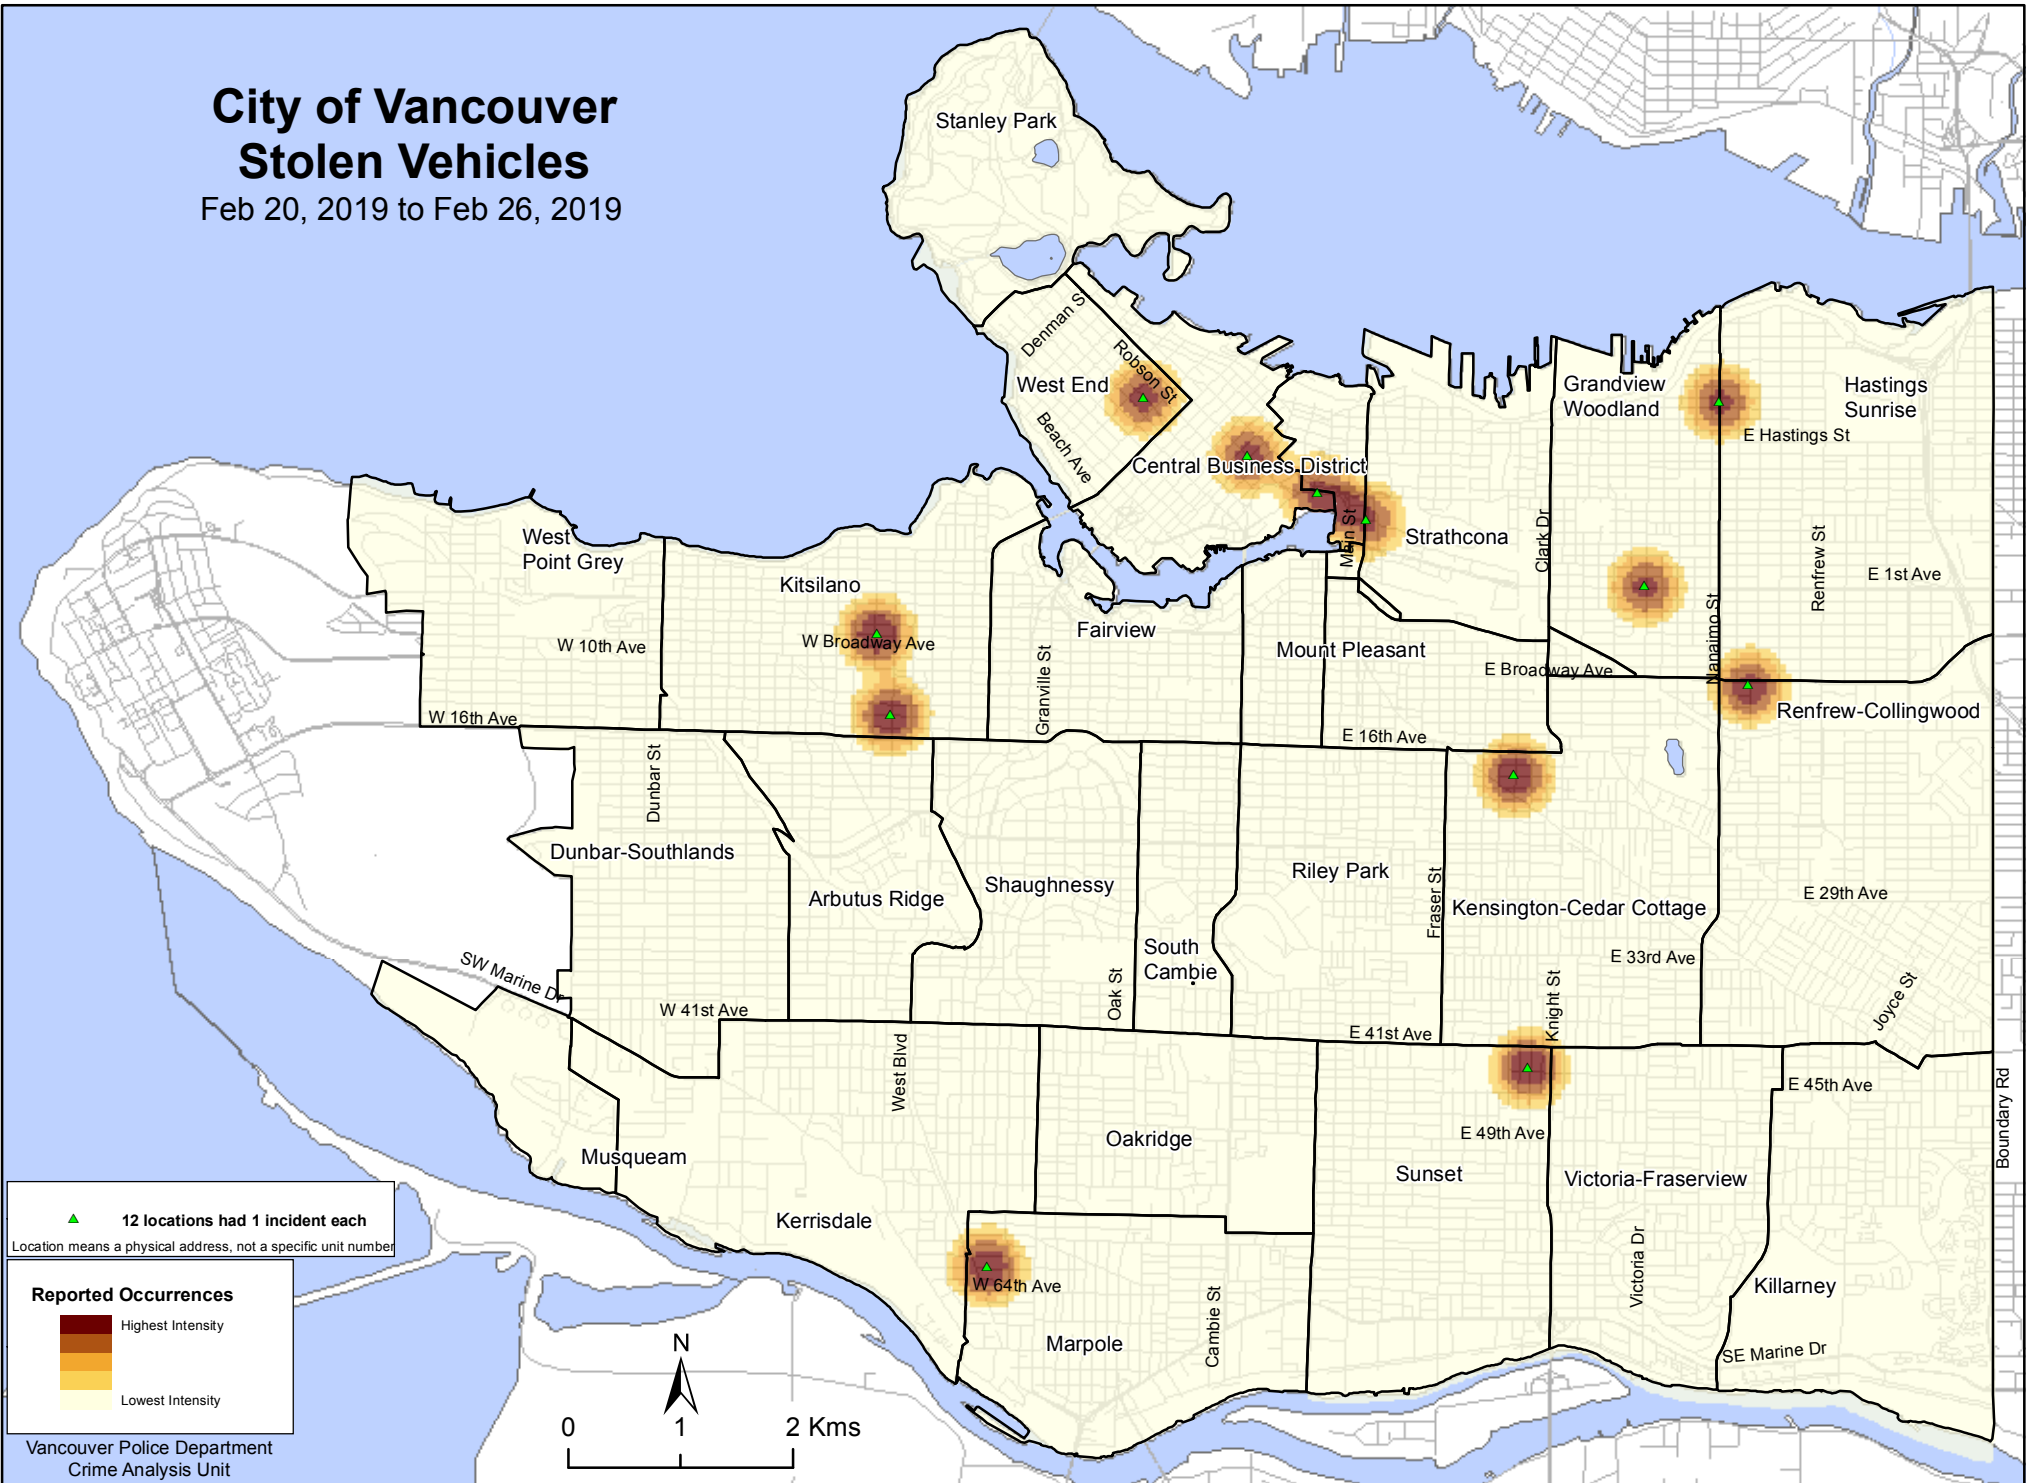 City of Vancouver
Stolen Vehicles
Feb 20, 2019 to Feb 26, 2019
Stanley Park
Denman S
Robson St
West End
Beach Ave
Central Business District
Grandview
Woodland
Hastings
Sunrise
E Hastings St
West
Point Grey
Kitsilano
Main St
Strathcona
Clark Dr
Renfrew St
E 1st Ave
W 10th Ave
W Broadway Ave
Fairview
Granville St
Mount Pleasant
E Broadway Ave
Nanaimo St
W 16th Ave
E 16th Ave
Renfrew-Collingwood
Dunbar St
Dunbar-Southlands
Arbutus Ridge
Shaughnessy
Riley Park
Fraser St
Kensington-Cedar Cottage
E 29th Ave
South
Cambie
E 33rd Ave
SW Marine Dr
W 41st Ave
Oak St
E 41st Ave
Knight St
Joyce St
West Blvd
E 45th Ave
Boundary Rd
Oakridge
E 49th Ave
Musqueam
Sunset
Victoria-Fraserview
Kerrisdale
W 64th Ave
Victoria Dr
Killarney
Marpole
Cambie St
SE Marine Dr
12 locations had 1 incident each
Location means a physical address, not a specific unit number
Reported Occurrences
Highest Intensity
Lowest Intensity
N
0 1 2 Kms
Vancouver Police Department
Crime Analysis Unit